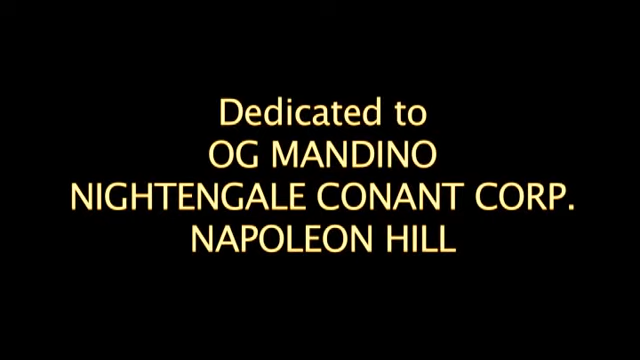 Dedicated to
OG MANDINO
NIGHTENGALE CONANT CORP.
NAPOLEON HILL